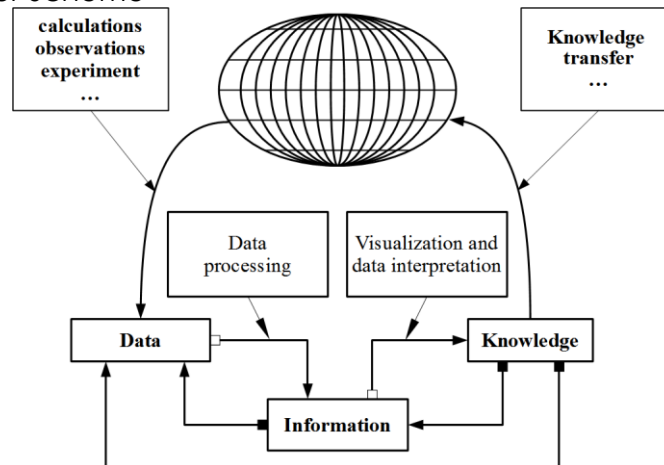 calculations
observations
experiment
…
Knowledge
transfer
…
Data
processing
Visualization and
data interpretation
Data
Knowledge
Information